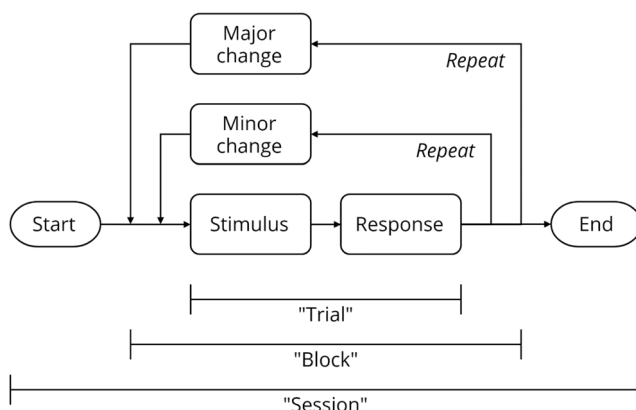 Major
change
Repeat
Minor
change
Repeat
Start
Stimulus
Response
End
"Trial"
"Block"
"Session"